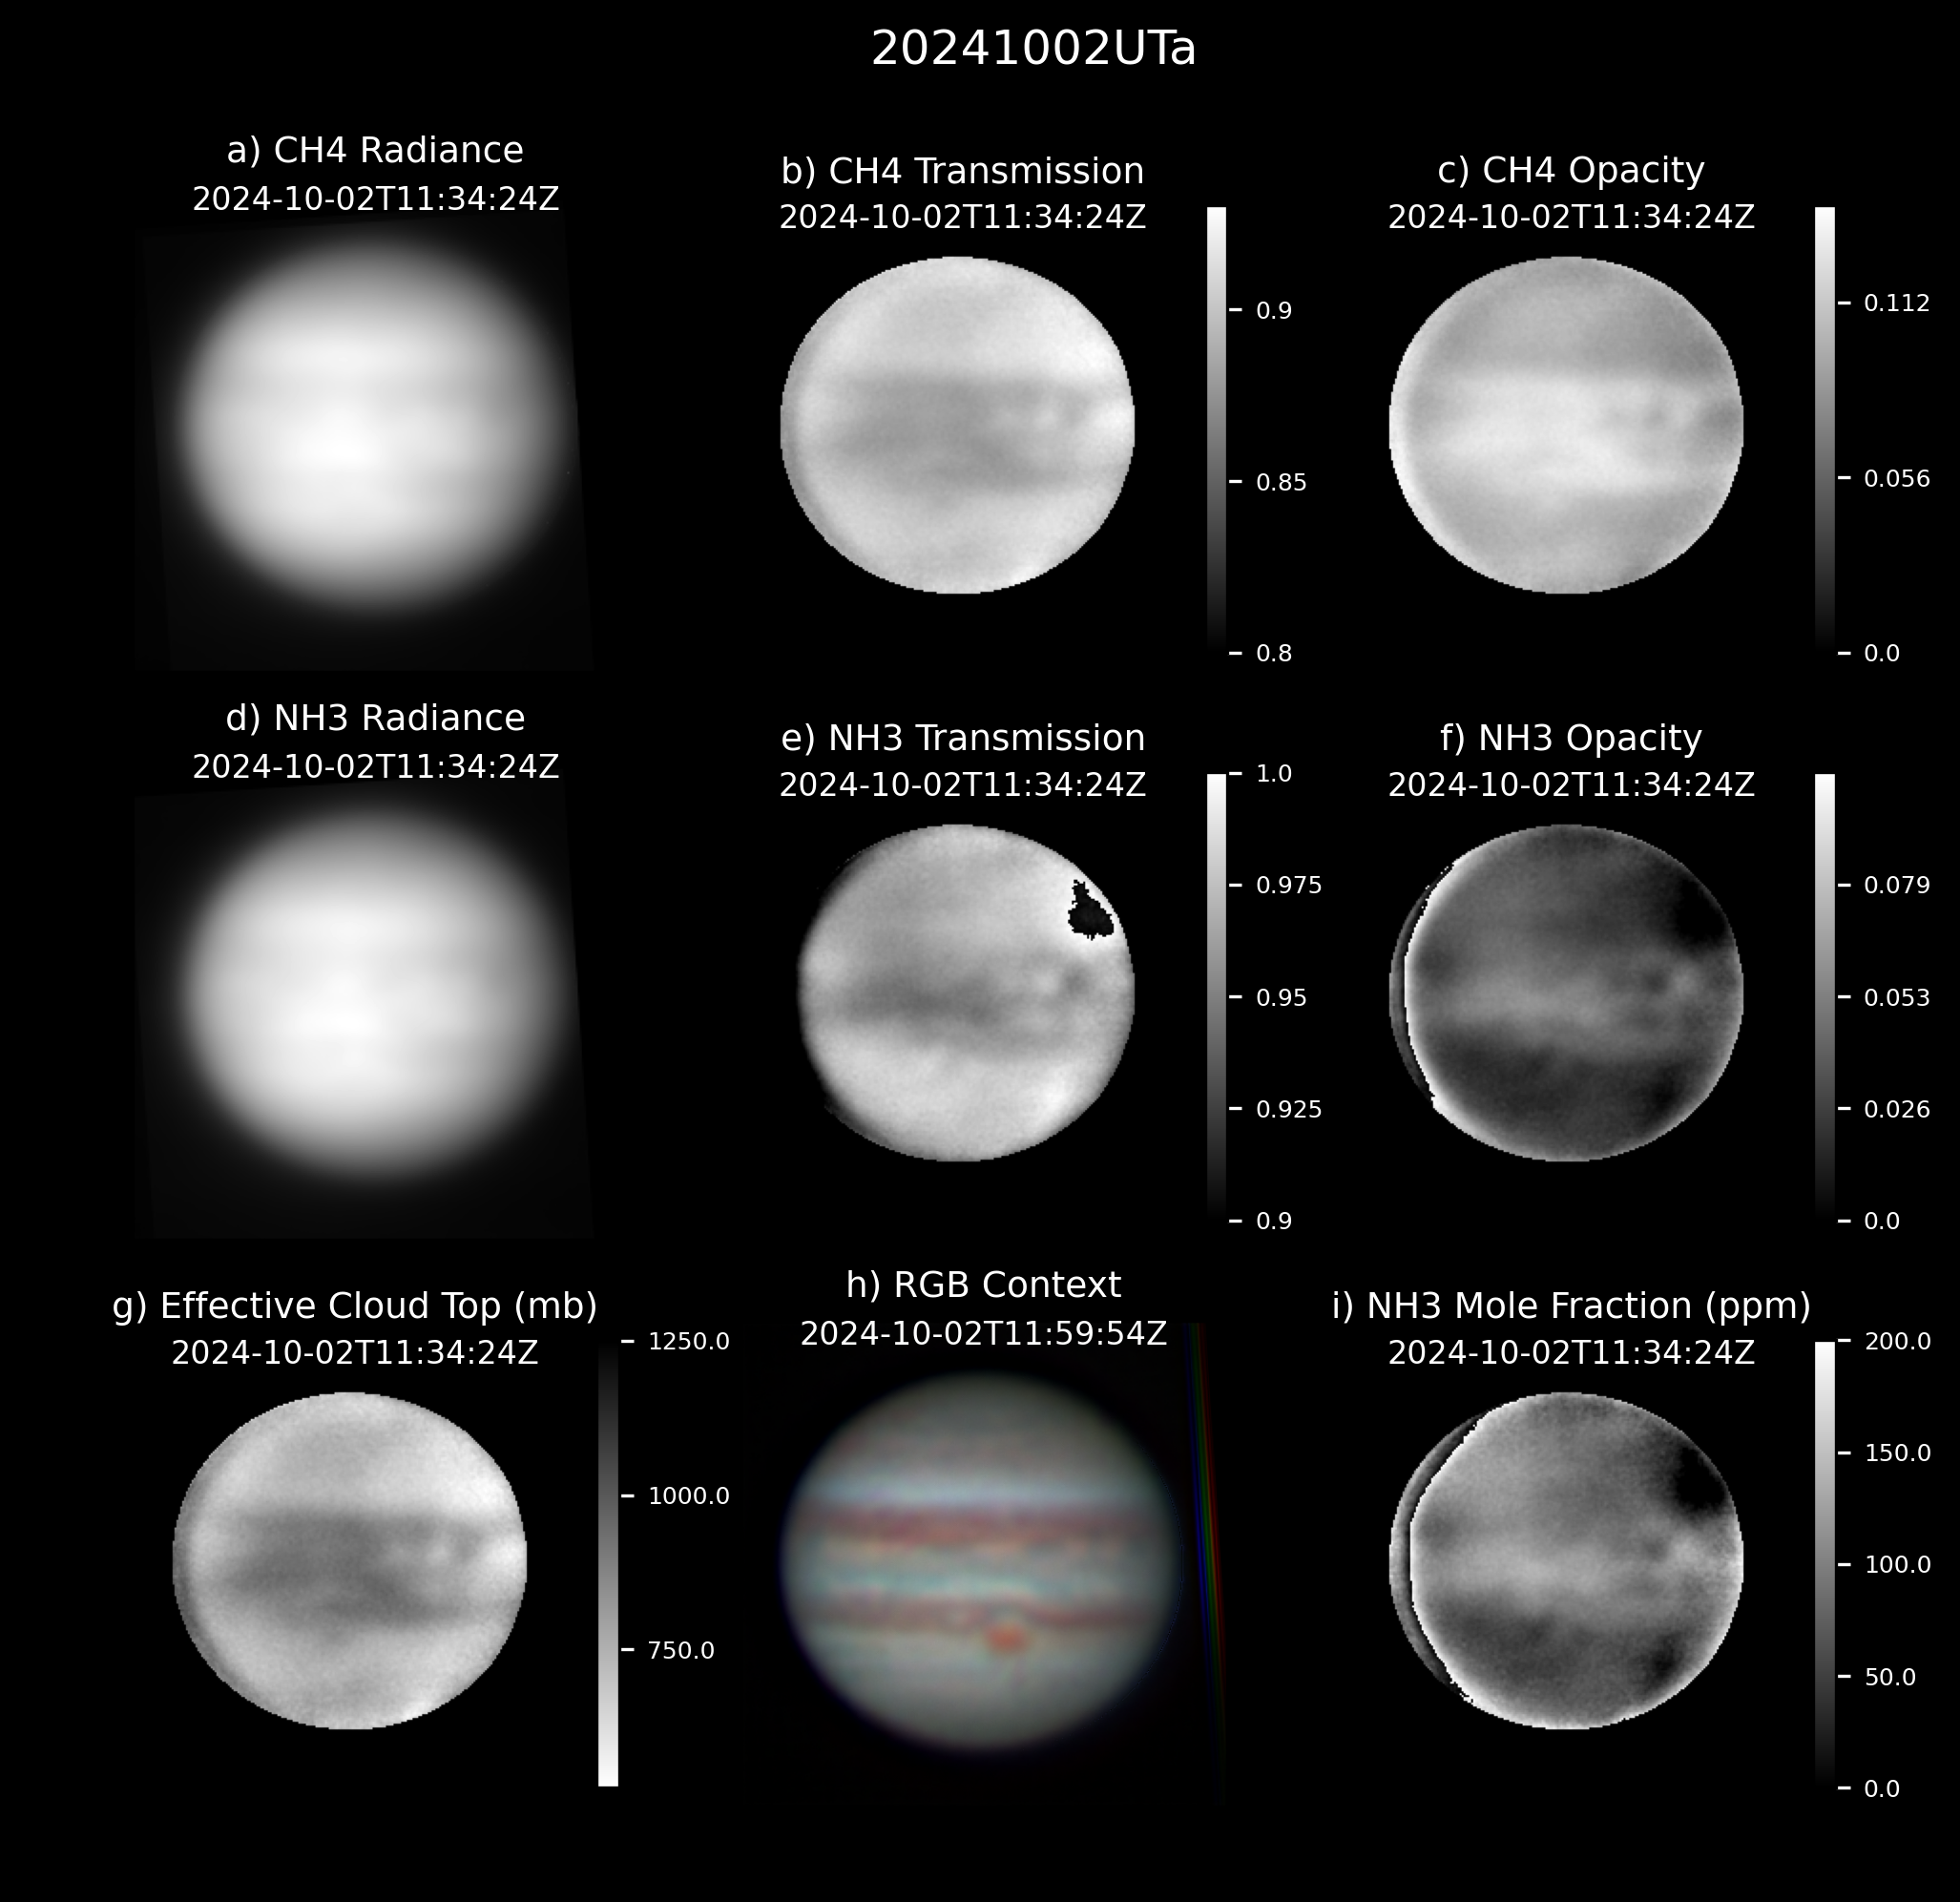 20241002UTa
a) CH4 Radiance
2024-10-02T11:34:24Z
b) CH4 Transmission
2024-10-02T11:34:24Z
0.9
0.85
0.8
c) CH4 Opacity
2024-10-02T11:34:24Z
0.112
0.056
0.0
d) NH3 Radiance
2024-10-02T11:34:24Z
e) NH3 Transmission
2024-10-02T11:34:24Z
1.0
0.975
0.95
0.925
0.9
f) NH3 Opacity
2024-10-02T11:34:24Z
0.079
0.053
0.026
0.0
g) Effective Cloud Top (mb)
2024-10-02T11:34:24Z
1250.0
1000.0
750.0
h) RGB Context
2024-10-02T11:59:54Z
i) NH3 Mole Fraction (ppm)
2024-10-02T11:34:24Z
200.0
150.0
100.0
50.0
0.0